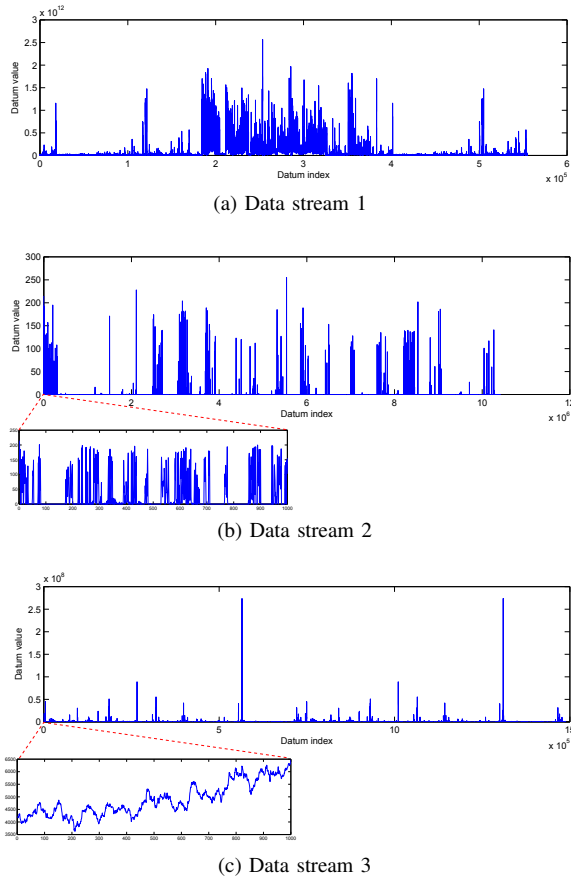 x 10^12
3
2.5
2
1.5
1
0.5
0
Datum value
0 1 2 3 4 5 6
Datum index
x 10^5
(a) Data stream 1
300
250
200
150
100
50
0
Datum value
0 2 4 6 8 10 12
Datum index
x 10^6
250
200
150
100
50
0
0 100 200 300 400 500 600 700 800 900 1000
(b) Data stream 2
x 10^8
3
2.5
2
1.5
1
0.5
0
Datum value
0 5 10 15
Datum index
x 10^5
6500
6000
5500
5000
4500
4000
3500
0 100 200 300 400 500 600 700 800 900 1000
(c) Data stream 3